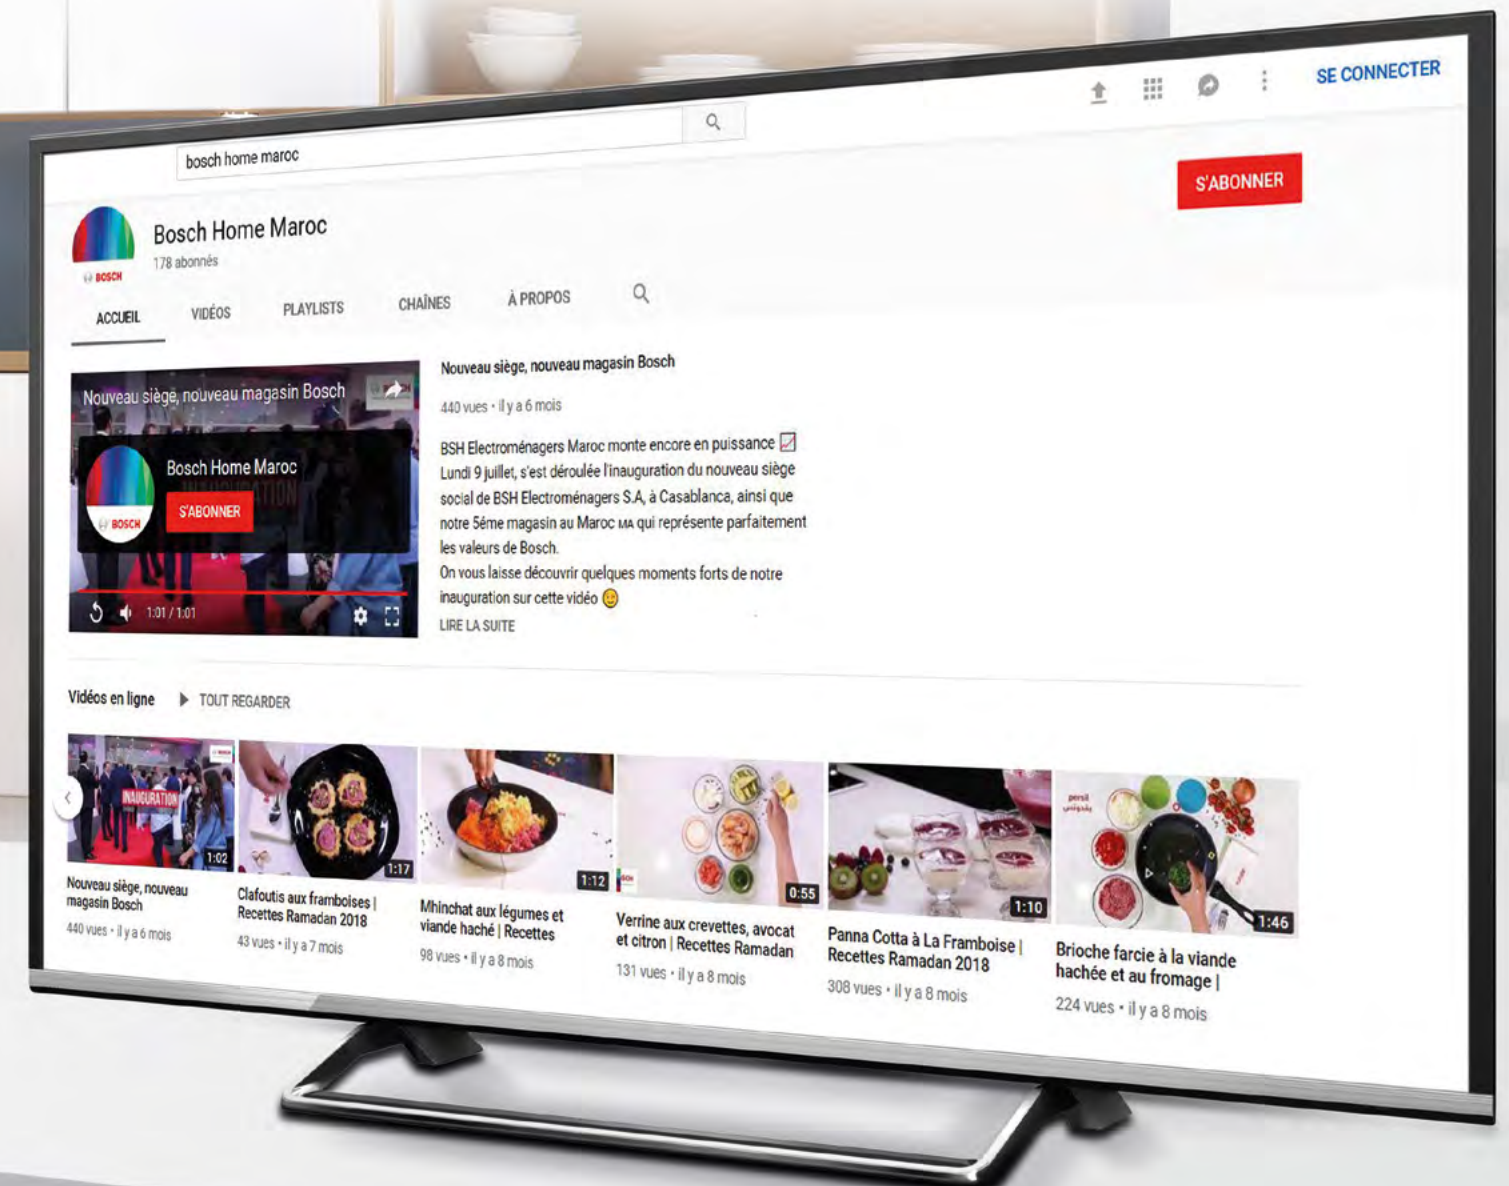 SE CONNECTER
bosch home maroc
S'ABONNER
Bosch Home Maroc
178 abonnés
BOSCH
ACCUEIL
VIDÉOS
PLAYLISTS
CHAÎNES
À PROPOS
Nouveau siège, nouveau magasin Bosch
Bosch Home Maroc
INAUGURATION
S'ABONNER
BOSCH
1:01 / 1:01
Nouveau siège, nouveau magasin Bosch
440 vues • il y a 6 mois
BSH Electroménagers Maroc monte encore en puissance
Lundi 9 juillet, s'est déroulée l'inauguration du nouveau siège
social de BSH Electroménagers S.A, à Casablanca, ainsi que
notre 5éme magasin au Maroc MA qui représente parfaitement
les valeurs de Bosch.
On vous laisse découvrir quelques moments forts de notre
inauguration sur cette vidéo
LIRE LA SUITE
Vidéos en ligne
TOUT REGARDER
INAUGURATION
1:02
Nouveau siège, nouveau
magasin Bosch
440 vues • il y a 6 mois
1:17
Clafoutis aux framboises |
Recettes Ramadan 2018
43 vues • il y a 7 mois
1:12
Mhinchat aux légumes et
viande haché | Recettes
98 vues • il y a 8 mois
0:55
Verrine aux crevettes, avocat
et citron | Recettes Ramadan
131 vues • il y a 8 mois
1:10
Panna Cotta à La Framboise |
Recettes Ramadan 2018
308 vues • il y a 8 mois
persil
بقدونس
1:46
Brioche farcie à la viande
hachée et au fromage |
224 vues • il y a 8 mois